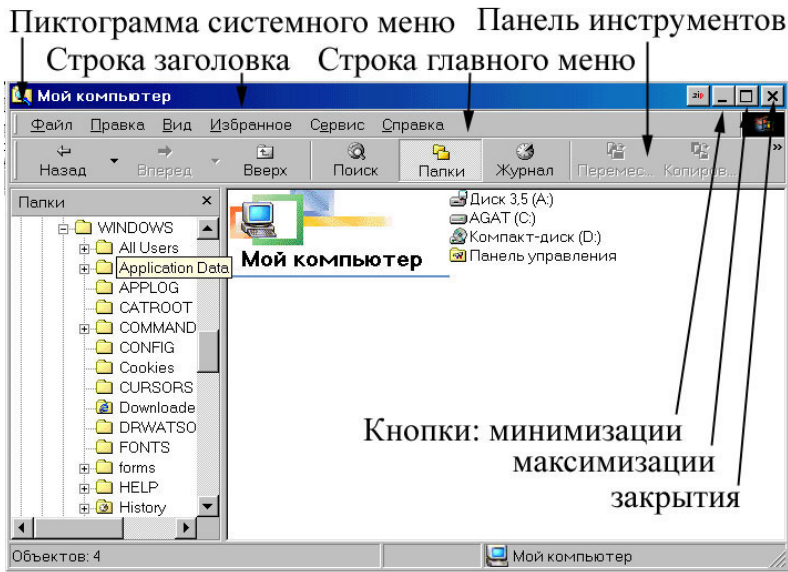 Пиктограмма системного меню Панель инструментов
Строка заголовка Строка главного меню
Мой компьютер zip
Файл Правка Вид Избранное Сервис Справка
Назад Вперед Вверх Поиск Папки Журнал Перемес... Копиров... »
Папки ×
WINDOWS
All Users
Application Data
APPLOG
CATROOT
COMMAND
CONFIG
Cookies
CURSORS
Downloade
DRWATSO
FONTS
forms
HELP
History
Мой компьютер
Диск 3,5 (A:)
AGAT (C:)
Компакт-диск (D:)
Панель управления
Кнопки: минимизации
максимизации
закрытия
Объектов: 4 Мой компьютер